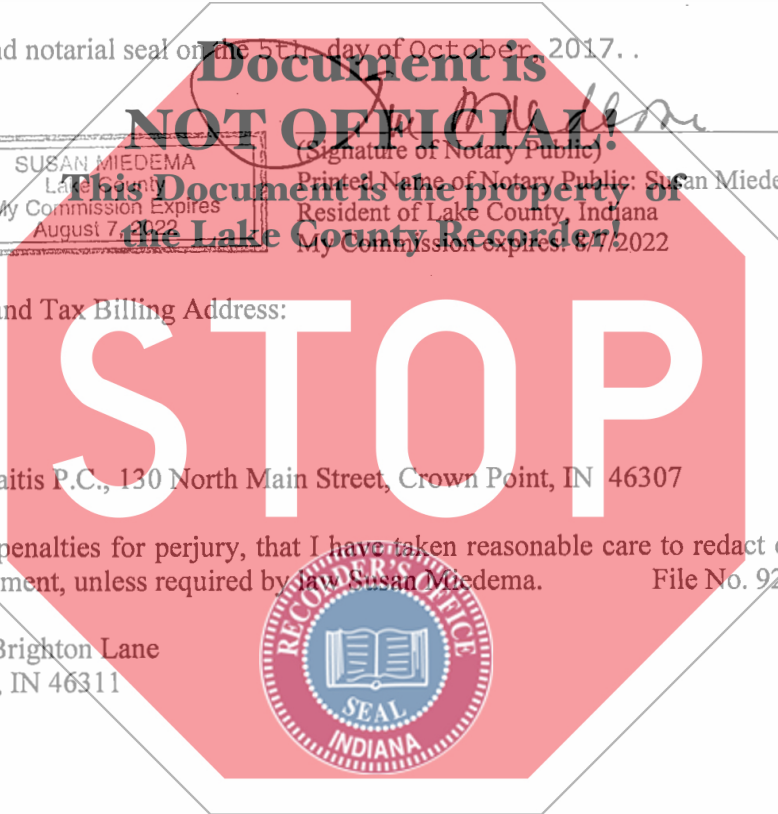 nd notarial seal on the 5th day of October, 2017. .
Document is
NOT OFFICIAL!
This Document is the property of
the Lake County Recorder!
SUSAN MIEDEMA
Lake County
My Commission Expires
August 7, 2022
(Signature of Notary Public)
Printed Name of Notary Public: Susan Miede
Resident of Lake County, Indiana
My Commission expires: 8/7/2022
and Tax Billing Address:
STOP
aitis P.C., 130 North Main Street, Crown Point, IN 46307
penalties for perjury, that I have taken reasonable care to redact
ment, unless required by law Susan Miedema. File No. 92
Brighton Lane
, IN 46311
RECORDER'S OFFICE
SEAL
INDIANA